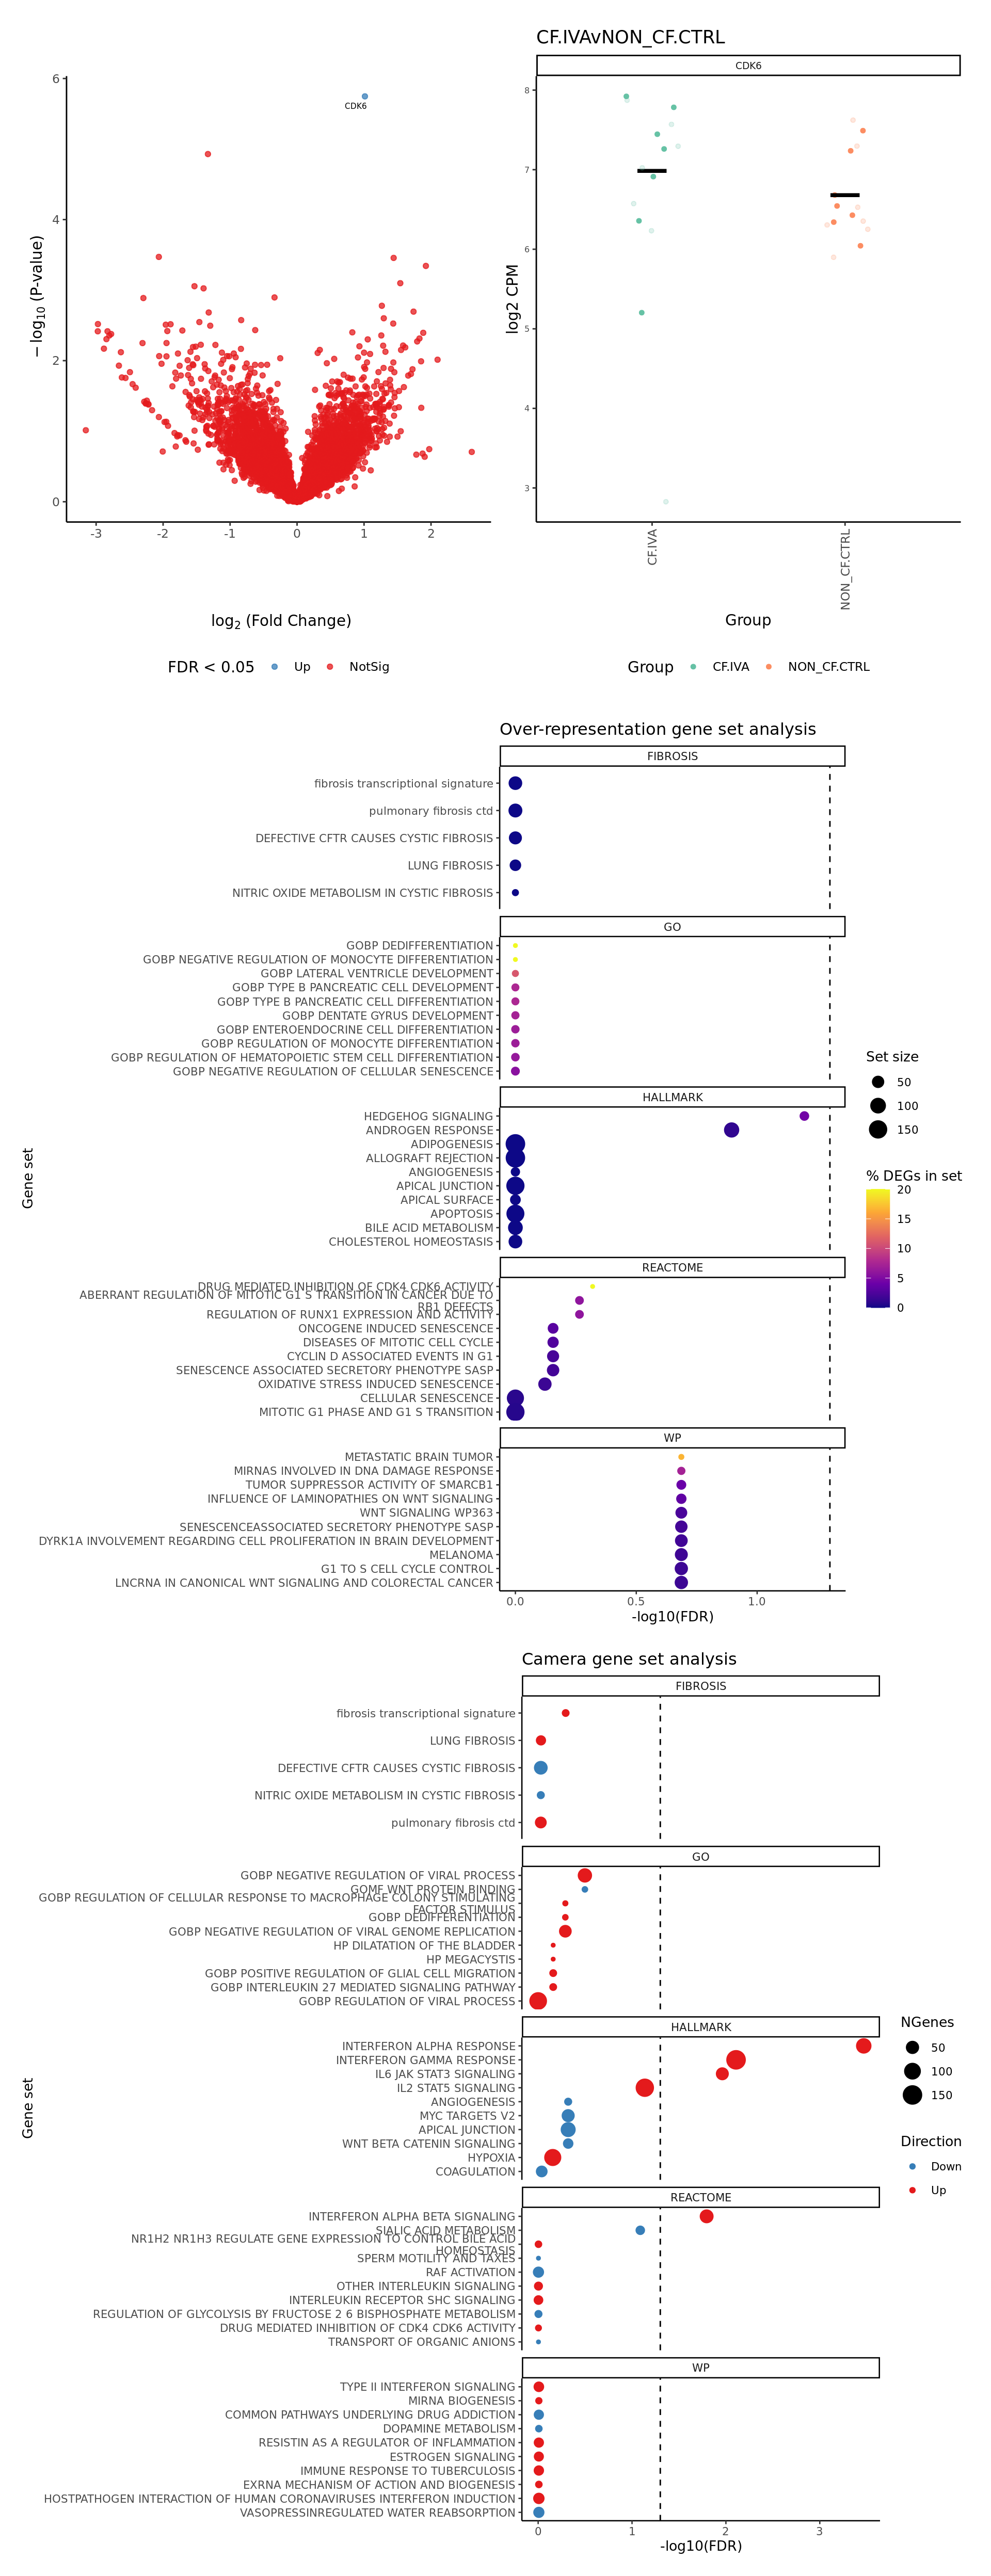 CF.IVAvNON_CF.CTRL
CDK6
6
4
2
0
− log10 (P-value)
CDK6
-3
-2
-1
0
1
2
log2 (Fold Change)
FDR < 0.05
Up
NotSig
8
7
6
5
4
3
log2 CPM
CF.IVA
NON_CF.CTRL
Group
Group
CF.IVA
NON_CF.CTRL
Over-representation gene set analysis
FIBROSIS
fibrosis transcriptional signature
pulmonary fibrosis ctd
DEFECTIVE CFTR CAUSES CYSTIC FIBROSIS
LUNG FIBROSIS
NITRIC OXIDE METABOLISM IN CYSTIC FIBROSIS
GO
GOBP DEDIFFERENTIATION
GOBP NEGATIVE REGULATION OF MONOCYTE DIFFERENTIATION
GOBP LATERAL VENTRICLE DEVELOPMENT
GOBP TYPE B PANCREATIC CELL DEVELOPMENT
GOBP TYPE B PANCREATIC CELL DIFFERENTIATION
GOBP DENTATE GYRUS DEVELOPMENT
GOBP ENTEROENDOCRINE CELL DIFFERENTIATION
GOBP REGULATION OF MONOCYTE DIFFERENTIATION
GOBP REGULATION OF HEMATOPOIETIC STEM CELL DIFFERENTIATION
GOBP NEGATIVE REGULATION OF CELLULAR SENESCENCE
HALLMARK
HEDGEHOG SIGNALING
ANDROGEN RESPONSE
ADIPOGENESIS
ALLOGRAFT REJECTION
ANGIOGENESIS
APICAL JUNCTION
APICAL SURFACE
APOPTOSIS
BILE ACID METABOLISM
CHOLESTEROL HOMEOSTASIS
REACTOME
DRUG MEDIATED INHIBITION OF CDK4 CDK6 ACTIVITY
ABERRANT REGULATION OF MITOTIC G1 S TRANSITION IN CANCER DUE TO
RB1 DEFECTS
REGULATION OF RUNX1 EXPRESSION AND ACTIVITY
ONCOGENE INDUCED SENESCENCE
DISEASES OF MITOTIC CELL CYCLE
CYCLIN D ASSOCIATED EVENTS IN G1
SENESCENCE ASSOCIATED SECRETORY PHENOTYPE SASP
OXIDATIVE STRESS INDUCED SENESCENCE
CELLULAR SENESCENCE
MITOTIC G1 PHASE AND G1 S TRANSITION
WP
METASTATIC BRAIN TUMOR
MIRNAS INVOLVED IN DNA DAMAGE RESPONSE
TUMOR SUPPRESSOR ACTIVITY OF SMARCB1
INFLUENCE OF LAMINOPATHIES ON WNT SIGNALING
WNT SIGNALING WP363
SENESCENCEASSOCIATED SECRETORY PHENOTYPE SASP
DYRK1A INVOLVEMENT REGARDING CELL PROLIFERATION IN BRAIN DEVELOPMENT
MELANOMA
G1 TO S CELL CYCLE CONTROL
LNCRNA IN CANONICAL WNT SIGNALING AND COLORECTAL CANCER
0.0
0.5
1.0
-log10(FDR)
Gene set
Set size
50
100
150
% DEGs in set
20
15
10
5
0
Camera gene set analysis
FIBROSIS
fibrosis transcriptional signature
LUNG FIBROSIS
DEFECTIVE CFTR CAUSES CYSTIC FIBROSIS
NITRIC OXIDE METABOLISM IN CYSTIC FIBROSIS
pulmonary fibrosis ctd
GO
GOBP NEGATIVE REGULATION OF VIRAL PROCESS
GOMF WNT PROTEIN BINDING
GOBP REGULATION OF CELLULAR RESPONSE TO MACROPHAGE COLONY STIMULATING
FACTOR STIMULUS
GOBP DEDIFFERENTIATION
GOBP NEGATIVE REGULATION OF VIRAL GENOME REPLICATION
HP DILATATION OF THE BLADDER
HP MEGACYSTIS
GOBP POSITIVE REGULATION OF GLIAL CELL MIGRATION
GOBP INTERLEUKIN 27 MEDIATED SIGNALING PATHWAY
GOBP REGULATION OF VIRAL PROCESS
HALLMARK
INTERFERON ALPHA RESPONSE
INTERFERON GAMMA RESPONSE
IL6 JAK STAT3 SIGNALING
IL2 STAT5 SIGNALING
ANGIOGENESIS
MYC TARGETS V2
APICAL JUNCTION
WNT BETA CATENIN SIGNALING
HYPOXIA
COAGULATION
REACTOME
INTERFERON ALPHA BETA SIGNALING
SIALIC ACID METABOLISM
NR1H2 NR1H3 REGULATE GENE EXPRESSION TO CONTROL BILE ACID
HOMEOSTASIS
SPERM MOTILITY AND TAXES
RAF ACTIVATION
OTHER INTERLEUKIN SIGNALING
INTERLEUKIN RECEPTOR SHC SIGNALING
REGULATION OF GLYCOLYSIS BY FRUCTOSE 2 6 BISPHOSPHATE METABOLISM
DRUG MEDIATED INHIBITION OF CDK4 CDK6 ACTIVITY
TRANSPORT OF ORGANIC ANIONS
WP
TYPE II INTERFERON SIGNALING
MIRNA BIOGENESIS
COMMON PATHWAYS UNDERLYING DRUG ADDICTION
DOPAMINE METABOLISM
RESISTIN AS A REGULATOR OF INFLAMMATION
ESTROGEN SIGNALING
IMMUNE RESPONSE TO TUBERCULOSIS
EXRNA MECHANISM OF ACTION AND BIOGENESIS
HOSTPATHOGEN INTERACTION OF HUMAN CORONAVIRUSES INTERFERON INDUCTION
VASOPRESSINREGULATED WATER REABSORPTION
0
1
2
3
-log10(FDR)
Gene set
NGenes
50
100
150
Direction
Down
Up